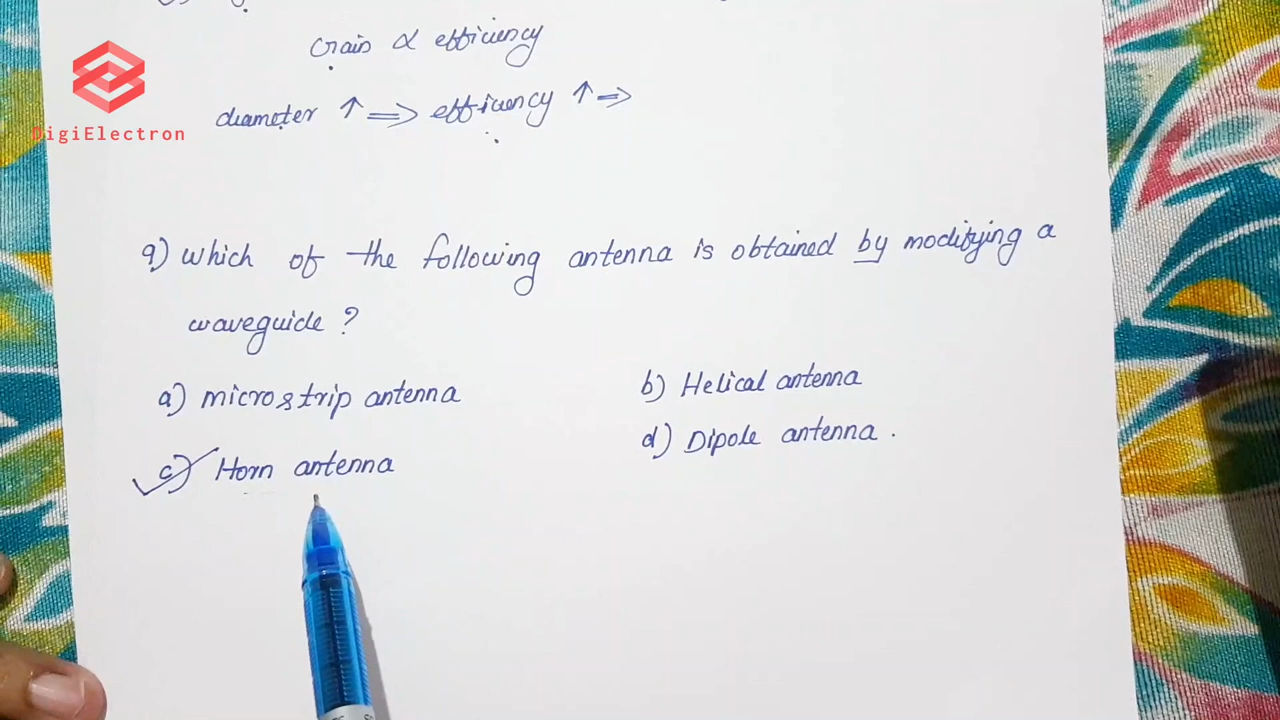 Gain ∝ efficiency
diameter ↑ ⇒ efficiency ↑ ⇒
DigiElectron
9) which of the following antenna is obtained by modifying a
waveguide ?
a) microstrip antenna
b) Helical antenna
c) Horn antenna
d) Dipole antenna .